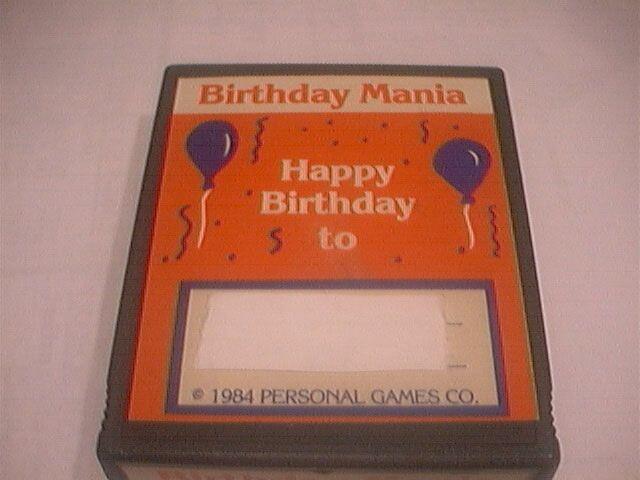 Birthday Mania
Happy
Birthday
to
© 1984 PERSONAL GAMES CO.